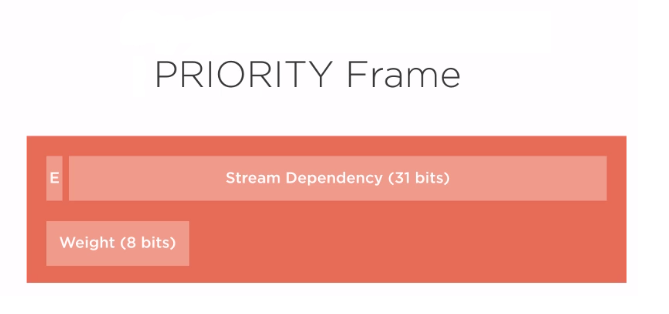 PRIORITY Frame
E Stream Dependency (31 bits)
Weight (8 bits)